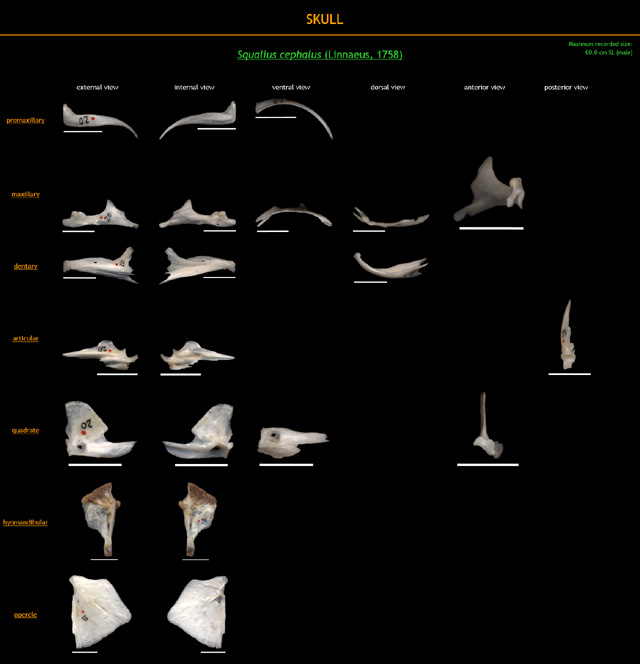 SKULL
Squalius cephalus (Linnaeus, 1758)
Maximum recorded size:
60.0 cm SL (male)
external view internal view ventral view dorsal view anterior view posterior view
premaxillary
maxillary
dentary
articular
quadrate
hyomandibular
opercle